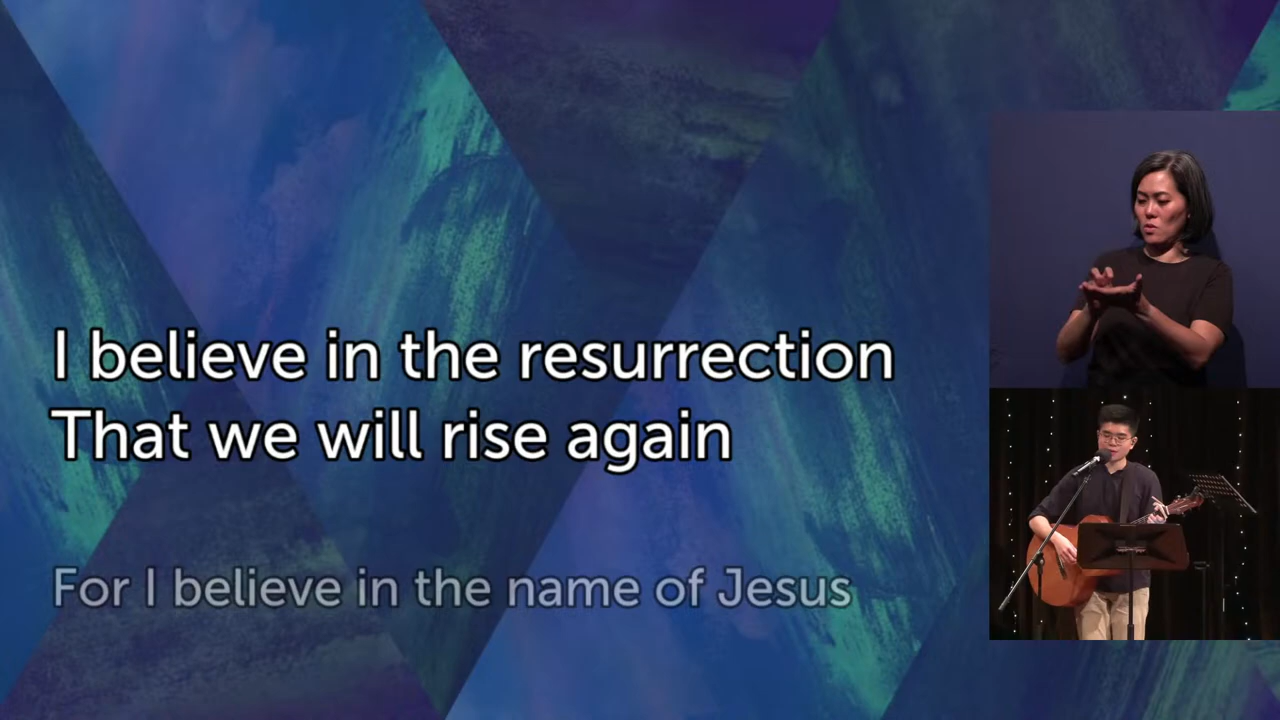 I believe in the resurrection
That we will rise again
For I believe in the name of Jesus